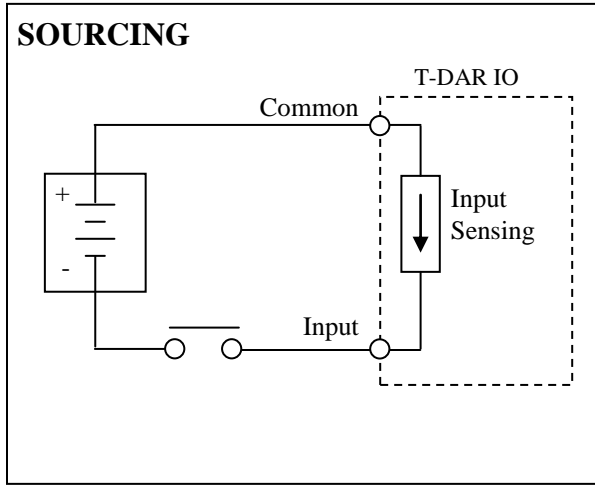 SOURCING
T-DAR IO
Common
+
Input
Sensing
-
Input